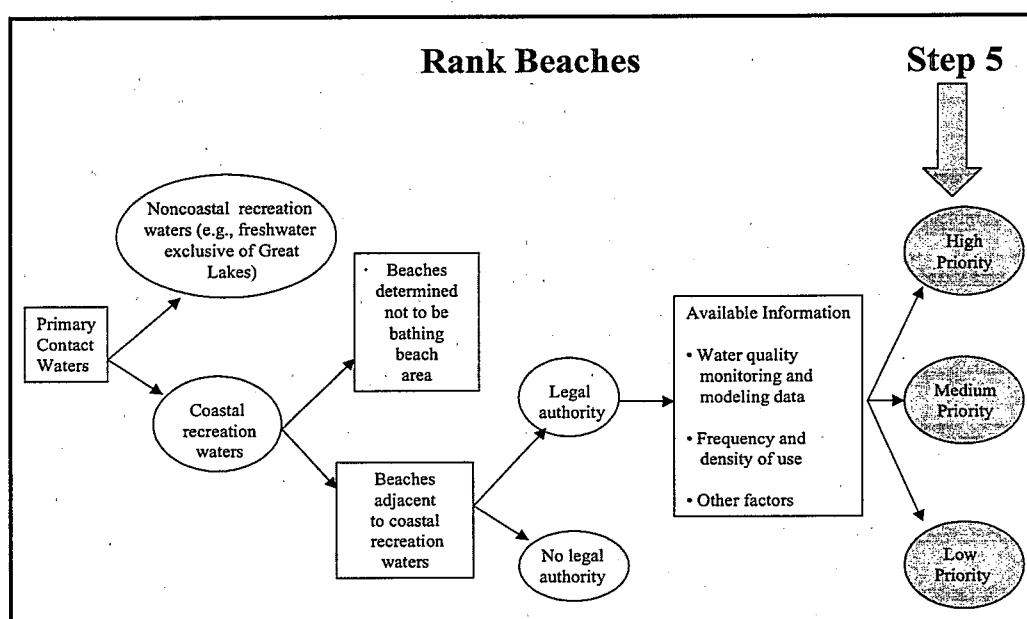 Rank Beaches
Step 5
Noncoastal recreation
waters (e.g., freshwater
exclusive of Great
Lakes)
Primary
Contact
Waters
Coastal
recreation
waters
Beaches
determined
not to be
bathing
beach
area
Beaches
adjacent
to coastal
recreation
waters
Legal
authority
No legal
authority
Available Information
• Water quality
monitoring and
modeling data
• Frequency and
density of use
• Other factors
High
Priority
Medium
Priority
Low
Priority